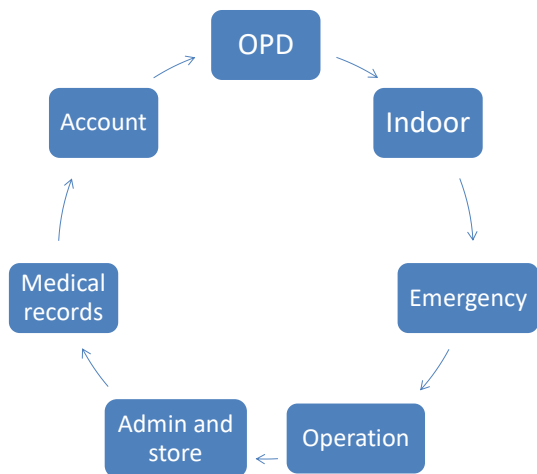 OPD
Indoor
Emergency
Operation
Admin and
store
Medical
records
Account